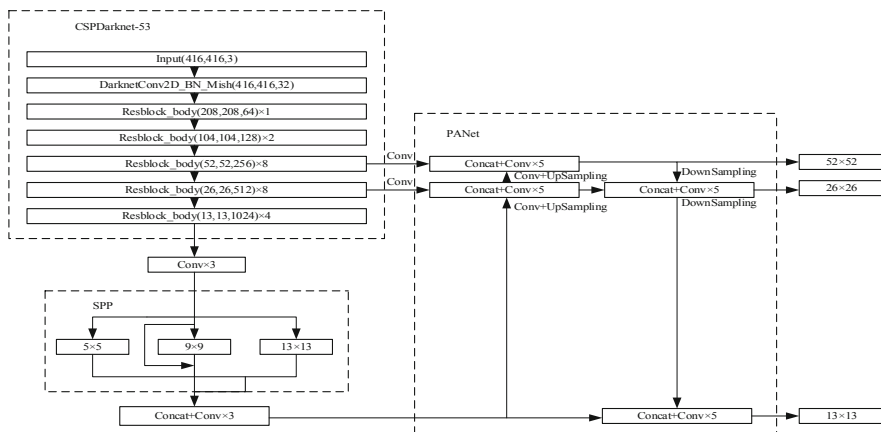 CSPDarknet-53
Input(416,416,3)
DarknetConv2D_BN_Mish(416,416,32)
Resblock_body(208,208,64)×1
Resblock_body(104,104,128)×2
Resblock_body(52,52,256)×8
Resblock_body(26,26,512)×8
Resblock_body(13,13,1024)×4
Conv
Conv
PANet
Concat+Conv×5
Conv+UpSampling
Concat+Conv×5
Conv+UpSampling
DownSampling
Concat+Conv×5
DownSampling
52×52
26×26
Conv×3
SPP
5×5
9×9
13×13
Concat+Conv×3
Concat+Conv×5
13×13